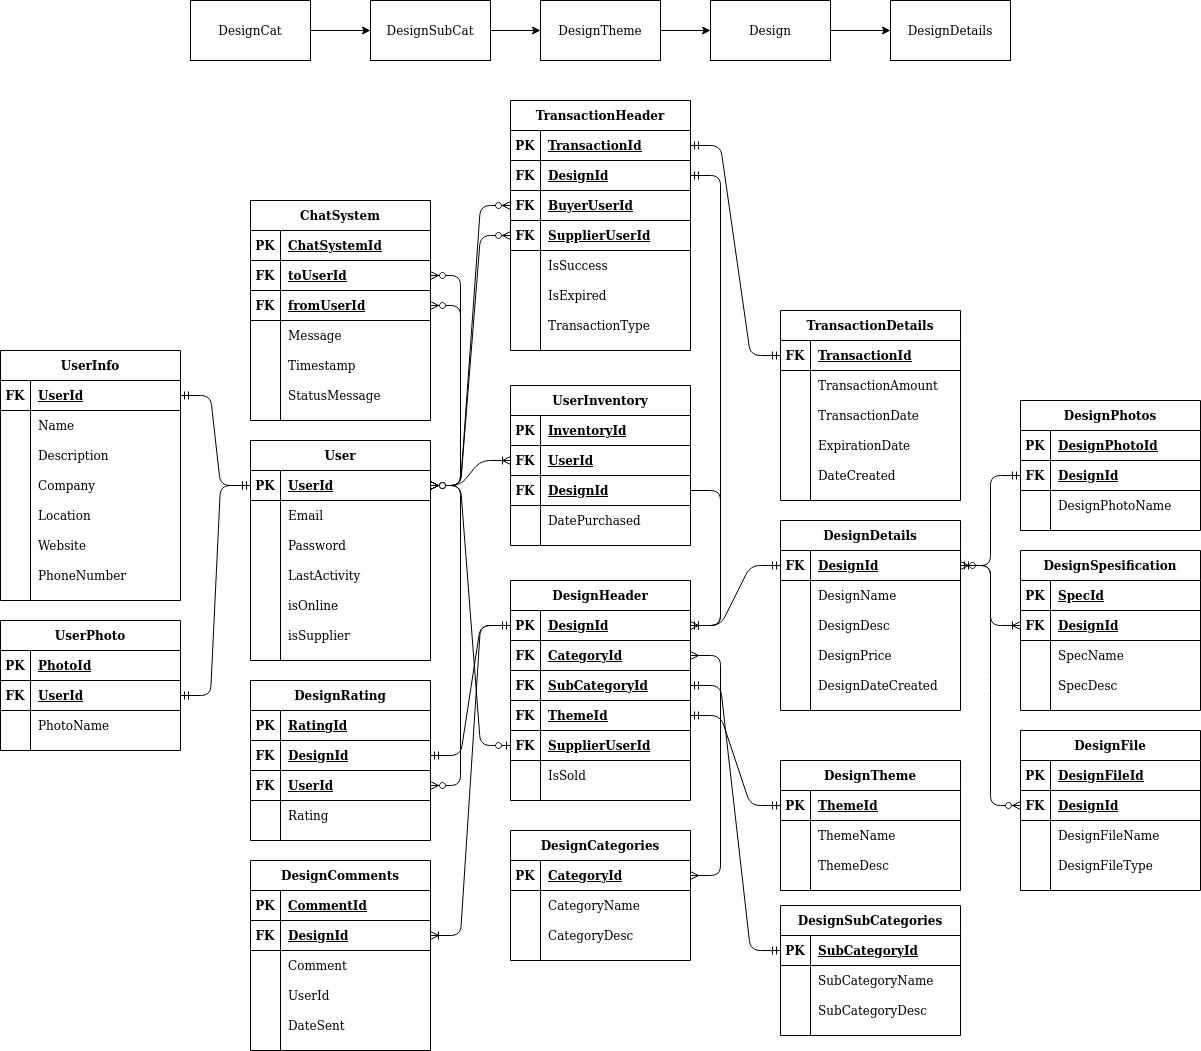 DesignCat
DesignSubCat
DesignTheme
Design
DesignDetails
TransactionHeader
PK TransactionId
FK DesignId
FK BuyerUserId
FK SupplierUserId
IsSuccess
IsExpired
TransactionType
ChatSystem
PK ChatSystemId
FK toUserId
FK fromUserId
Message
Timestamp
StatusMessage
TransactionDetails
FK TransactionId
TransactionAmount
TransactionDate
ExpirationDate
DateCreated
UserInfo
FK UserId
Name
Description
Company
Location
Website
PhoneNumber
UserInventory
PK InventoryId
FK UserId
FK DesignId
DatePurchased
DesignPhotos
PK DesignPhotoId
FK DesignId
DesignPhotoName
User
PK UserId
Email
Password
LastActivity
isOnline
isSupplier
DesignDetails
FK DesignId
DesignName
DesignDesc
DesignPrice
DesignDateCreated
DesignSpesification
PK SpecId
FK DesignId
SpecName
SpecDesc
DesignHeader
PK DesignId
FK CategoryId
FK SubCategoryId
FK ThemeId
FK SupplierUserId
IsSold
UserPhoto
PK PhotoId
FK UserId
PhotoName
DesignRating
PK RatingId
FK DesignId
FK UserId
Rating
DesignFile
PK DesignFileId
FK DesignId
DesignFileName
DesignFileType
DesignTheme
PK ThemeId
ThemeName
ThemeDesc
DesignCategories
PK CategoryId
CategoryName
CategoryDesc
DesignComments
PK CommentId
FK DesignId
Comment
UserId
DateSent
DesignSubCategories
PK SubCategoryId
SubCategoryName
SubCategoryDesc